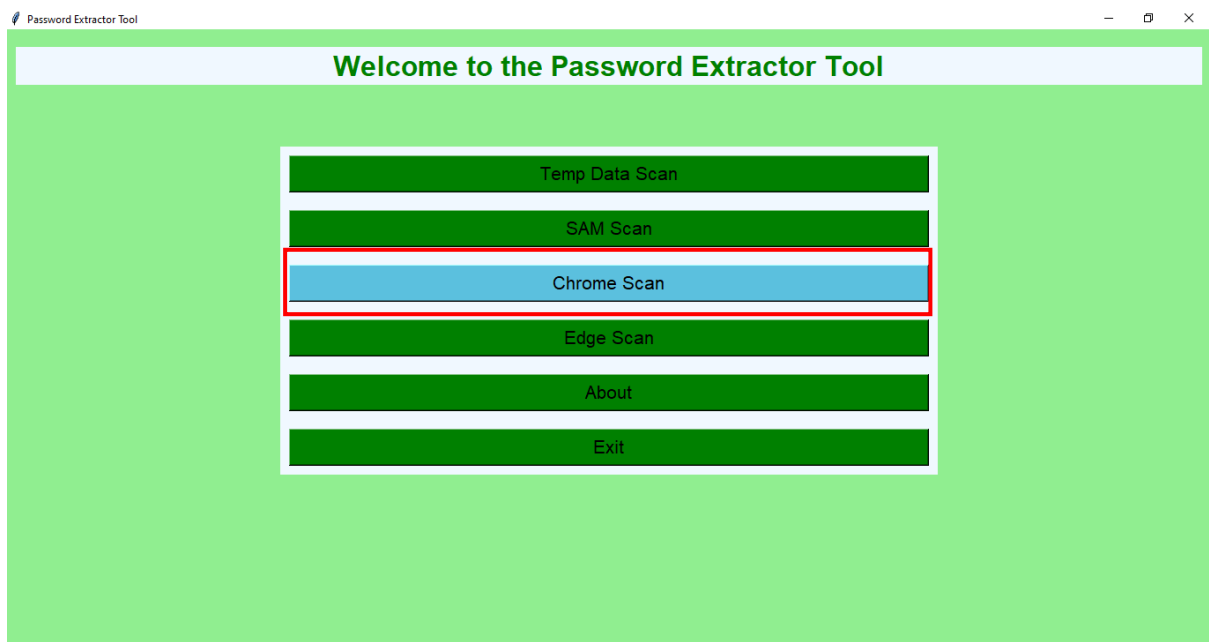 Password Extractor Tool
Welcome to the Password Extractor Tool
Temp Data Scan
SAM Scan
Chrome Scan
Edge Scan
About
Exit